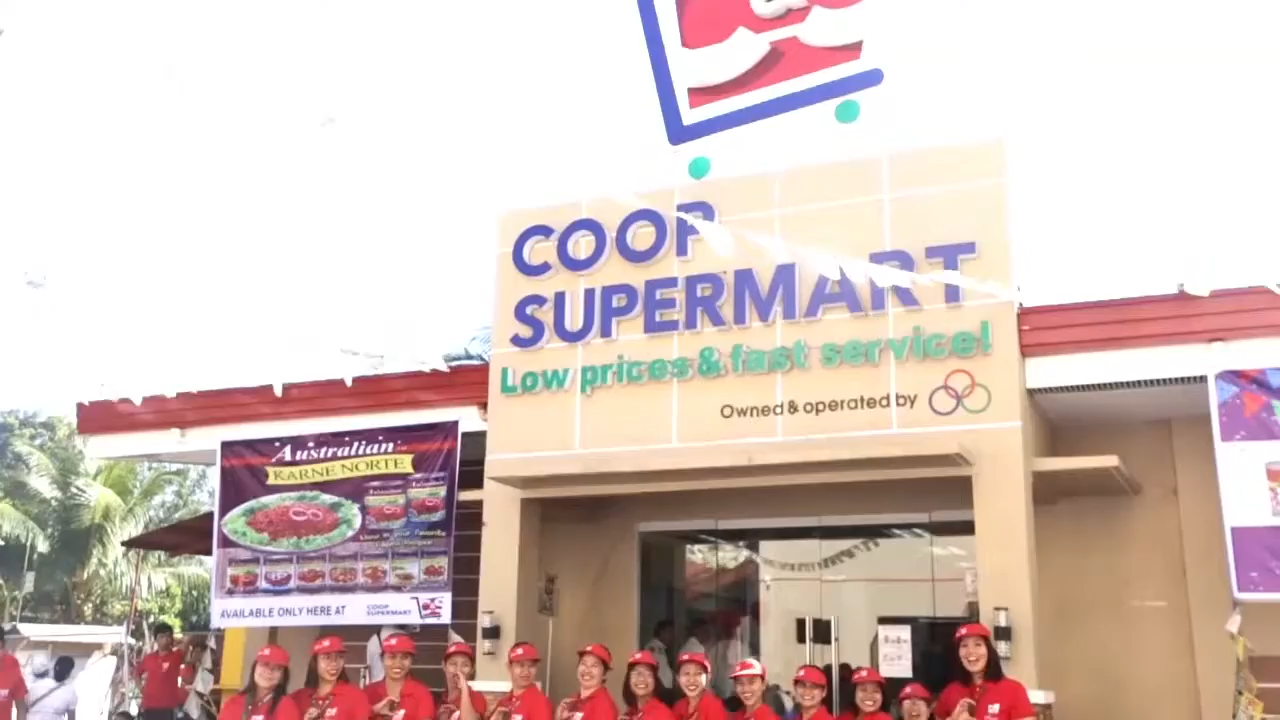 COOP
SUPERMART
Low prices & fast service!
Owned & operated by
Australian
KARNE NORTE
AVAILABLE ONLY HERE AT
COOP
SUPERMART